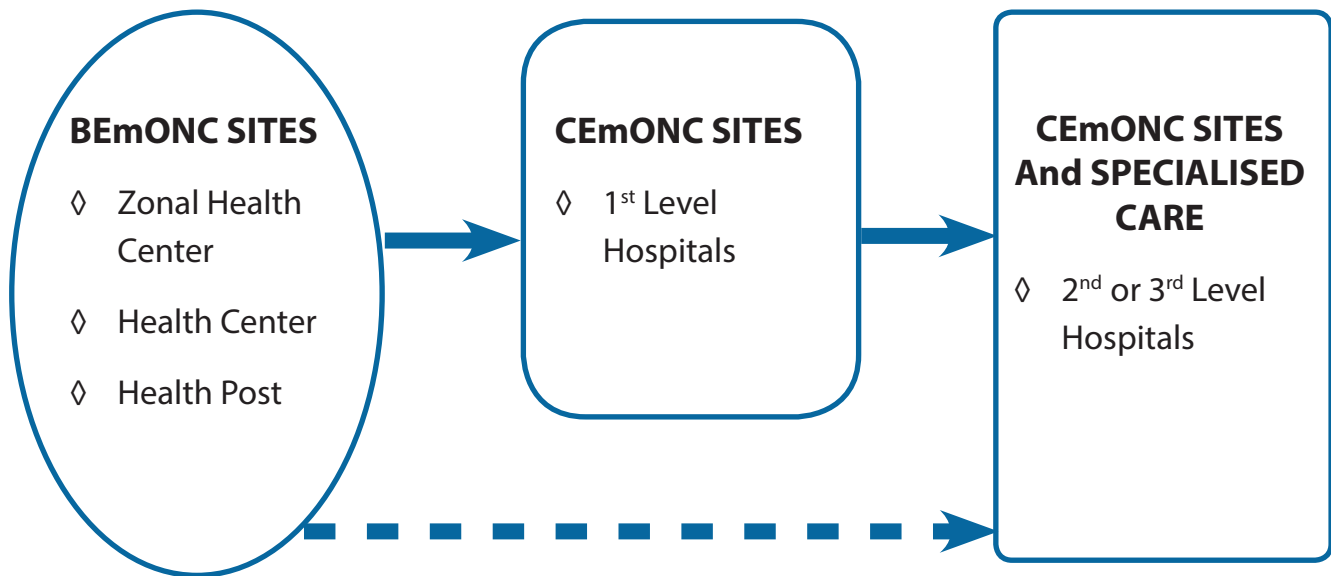 BEmONC SITES
◊ Zonal Health
Center
◊ Health Center
◊ Health Post
CEmONC SITES
◊ 1st Level
Hospitals
CEmONC SITES
And SPECIALISED
CARE
◊ 2nd or 3rd Level
Hospitals